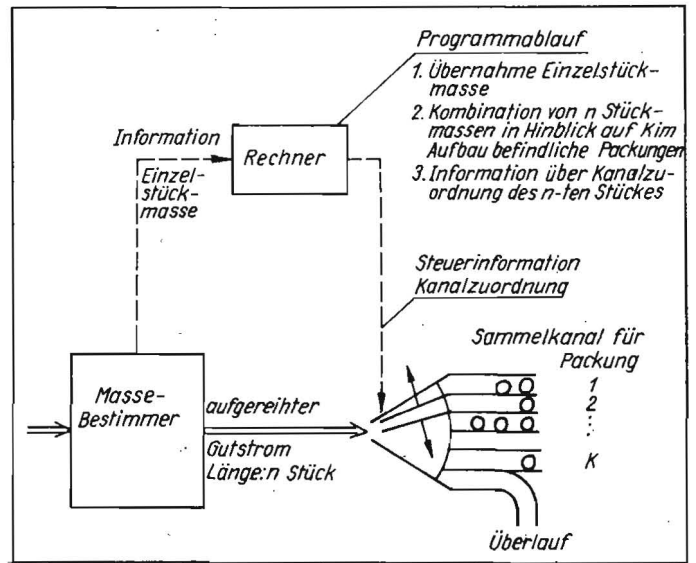 Programmablauf
1. Übernahme Einzelstück-
masse
2. Kombination von n Stück-
massen in Hinblick auf K im
Aufbau befindliche Packungen
3. Information über Kanalzu-
ordnung des n-ten Stückes
Information
Einzel-
stück-
masse
Rechner
Steuerinformation
Kanalzuordnung
Sammelkanal für
Packung
1
2
⋮
K
Masse-
Bestimmer
aufgereihter
Gutstrom
Länge:n Stück
Überlauf